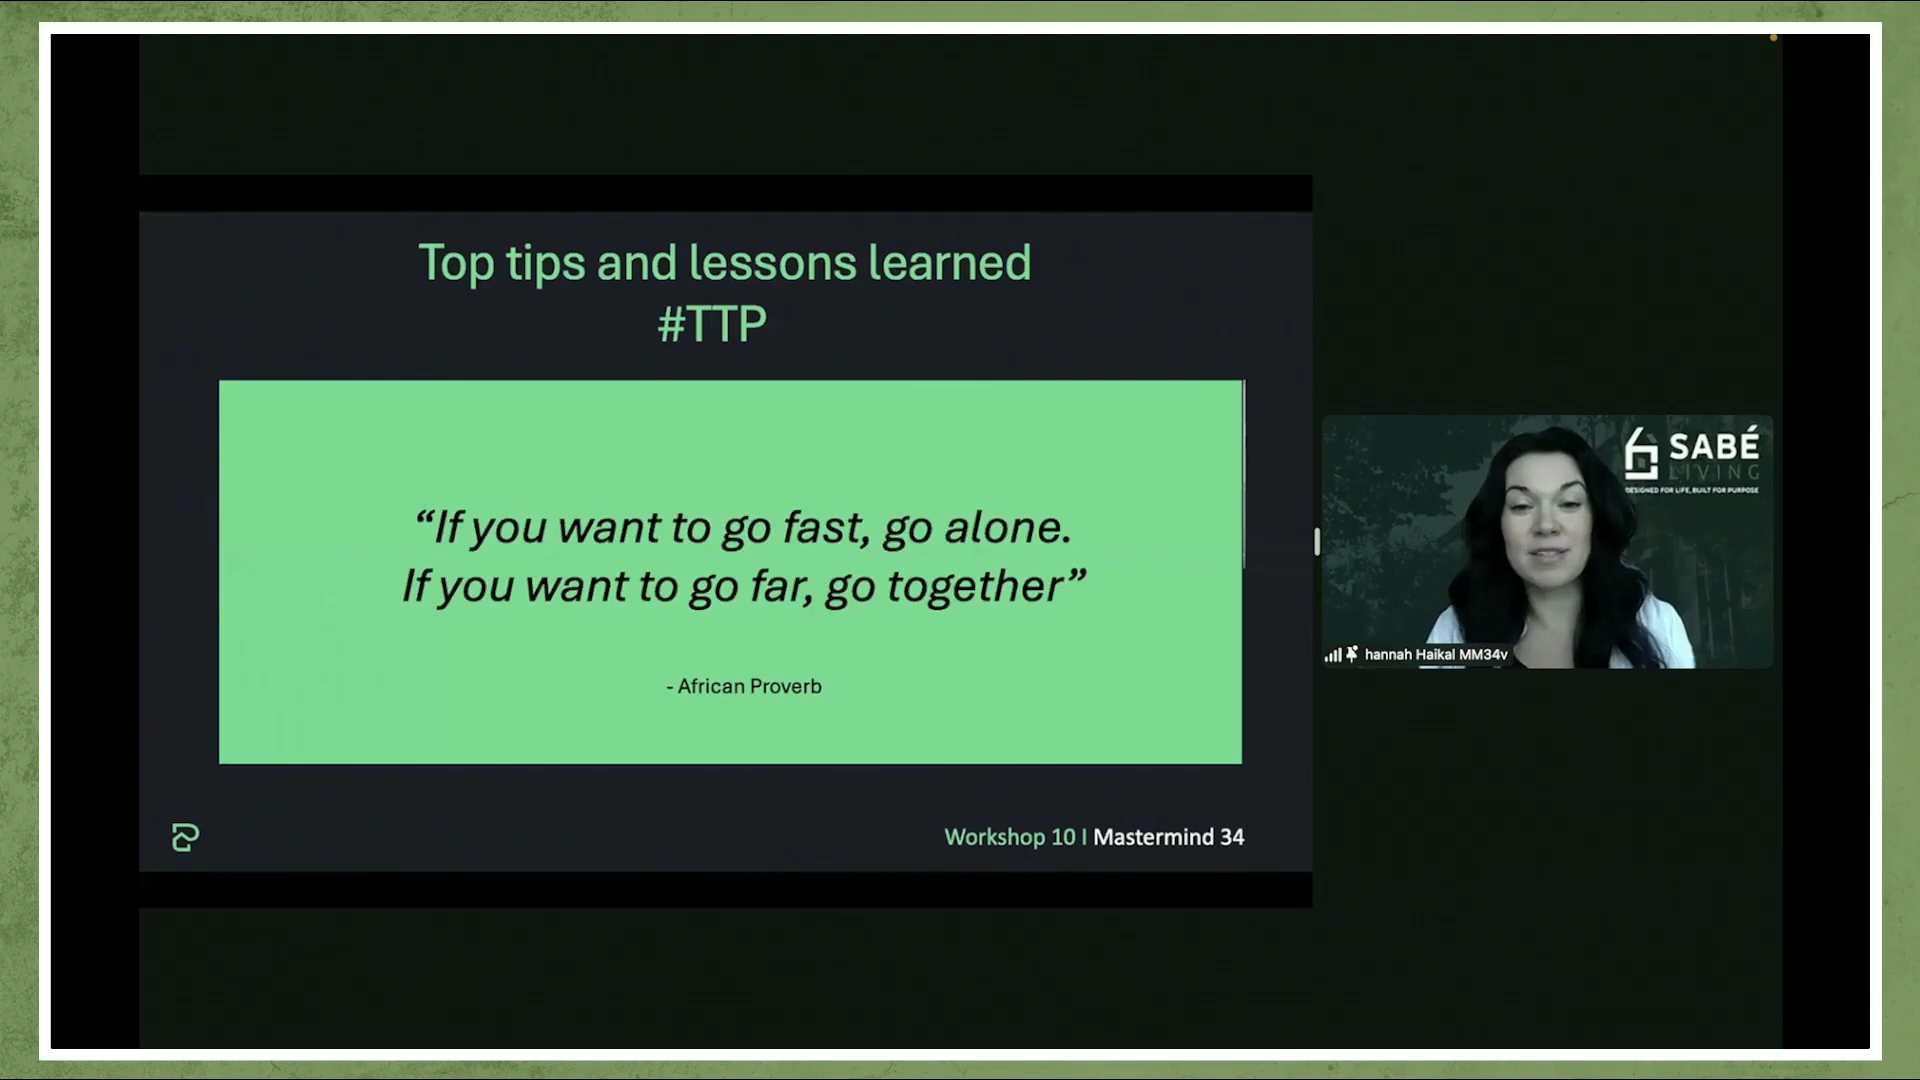 Top tips and lessons learned
#TTP
“If you want to go fast, go alone.
If you want to go far, go together”
- African Proverb
Workshop 10 I Mastermind 34
SABÉ
LIVING
DESIGNED FOR LIFE, BUILT FOR PURPOSE
hannah Haikal MM34v